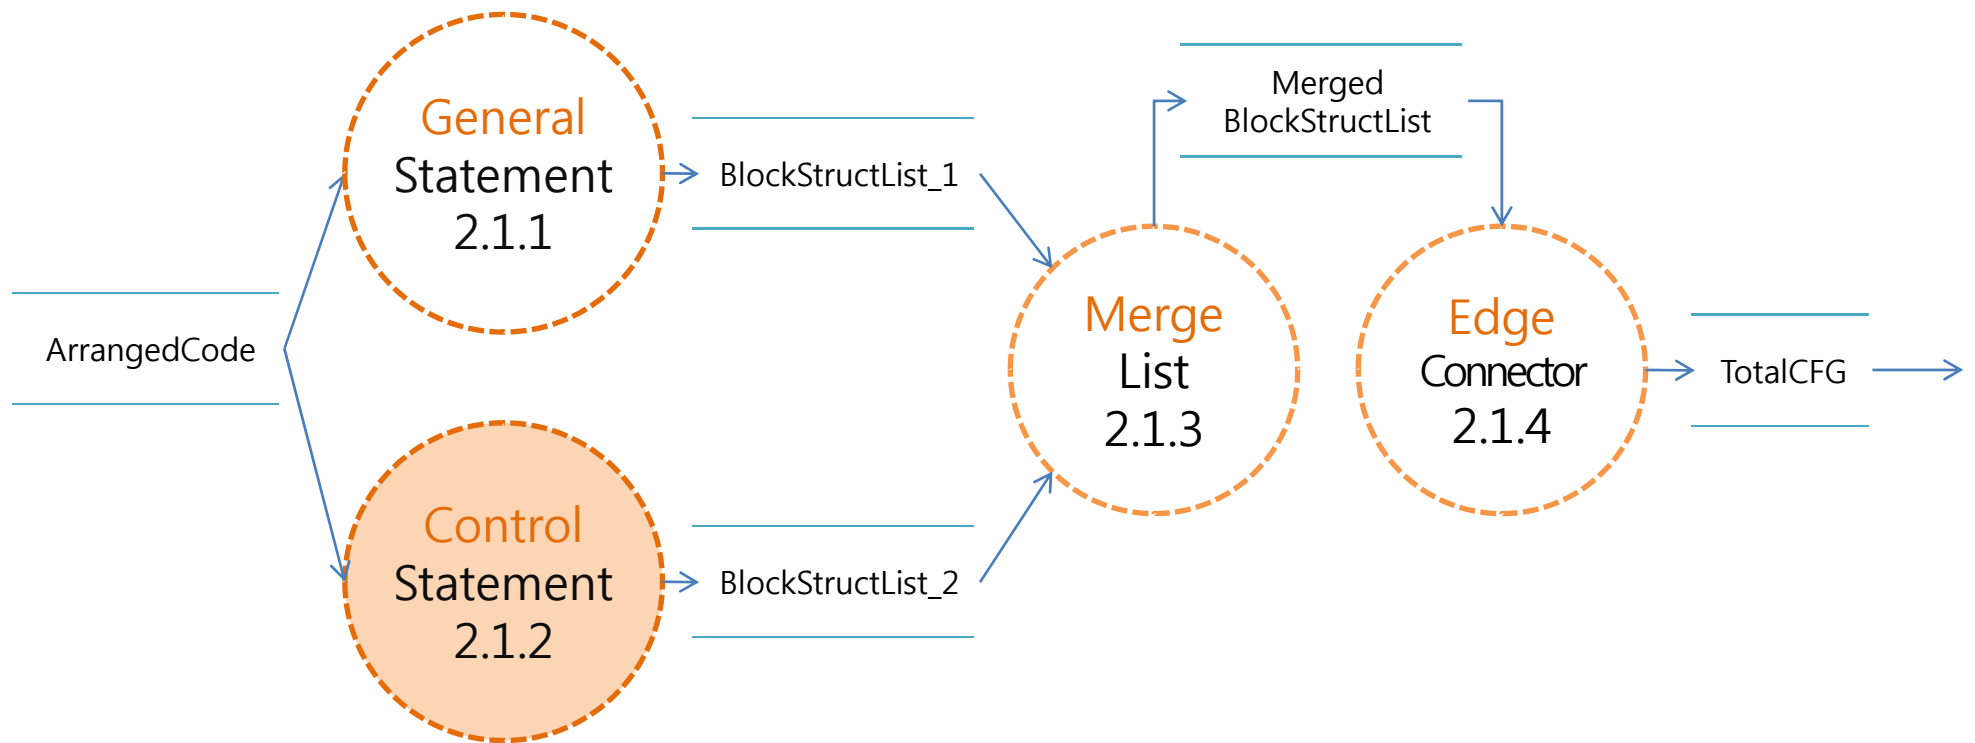 ArrangedCode
General
Statement
2.1.1
BlockStructList_1
Control
Statement
2.1.2
BlockStructList_2
Merge
List
2.1.3
Merged
BlockStructList
Edge
Connector
2.1.4
TotalCFG